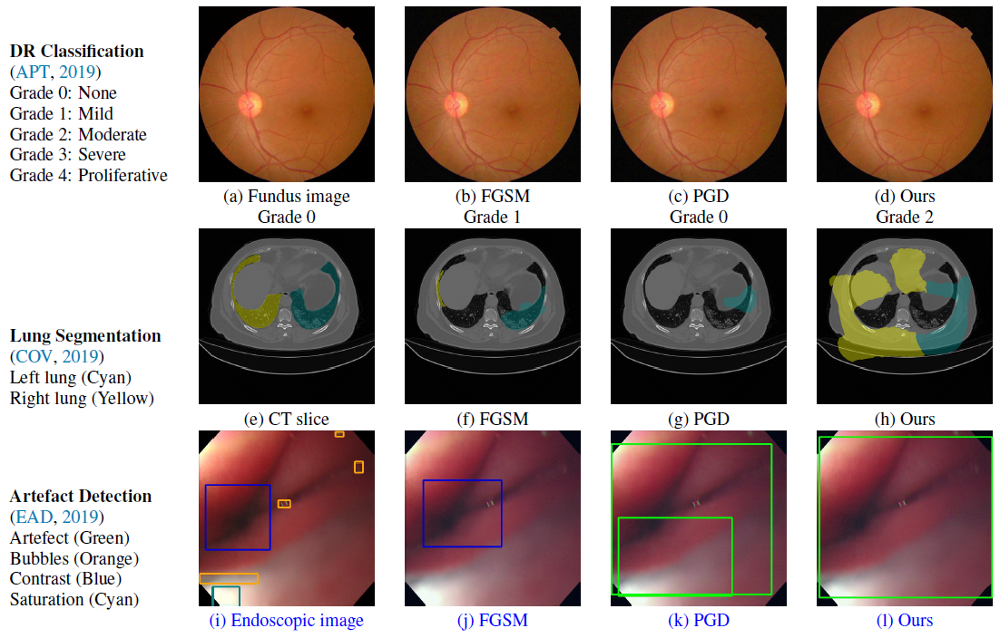 DR Classification
(APT, 2019)
Grade 0: None
Grade 1: Mild
Grade 2: Moderate
Grade 3: Severe
Grade 4: Proliferative
(a) Fundus image
Grade 0
(b) FGSM
Grade 1
(c) PGD
Grade 0
(d) Ours
Grade 2
Lung Segmentation
(COV, 2019)
Left lung (Cyan)
Right lung (Yellow)
(e) CT slice
(f) FGSM
(g) PGD
(h) Ours
Artefact Detection
(EAD, 2019)
Artefect (Green)
Bubbles (Orange)
Contrast (Blue)
Saturation (Cyan)
(i) Endoscopic image
(j) FGSM
(k) PGD
(l) Ours